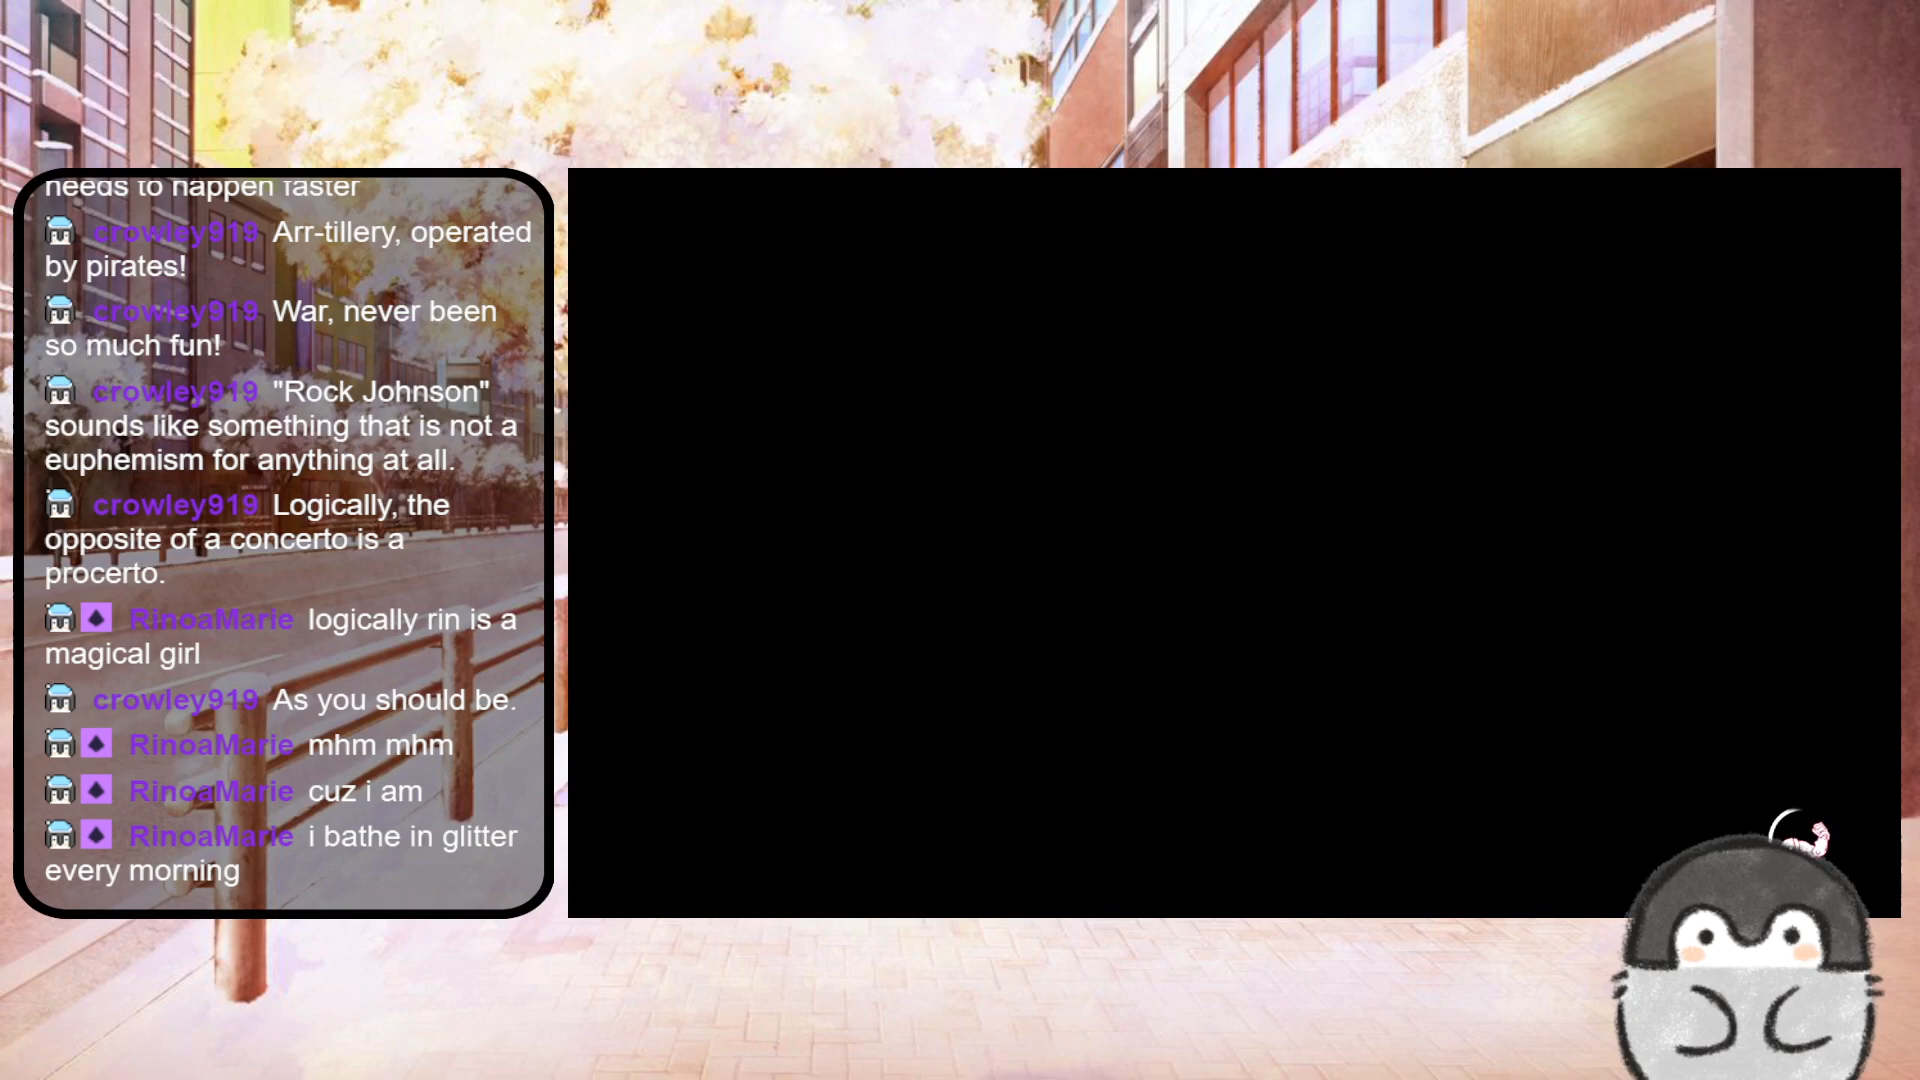 needs to happen faster
crowley919 Arr-tillery, operated
by pirates!
crowley919 War, never been
so much fun!
crowley919 "Rock Johnson"
sounds like something that is not a
euphemism for anything at all.
crowley919 Logically, the
opposite of a concerto is a
procerto.
RinoaMarie logically rin is a
magical girl
crowley919 As you should be.
RinoaMarie mhm mhm
RinoaMarie cuz i am
RinoaMarie i bathe in glitter
every morning